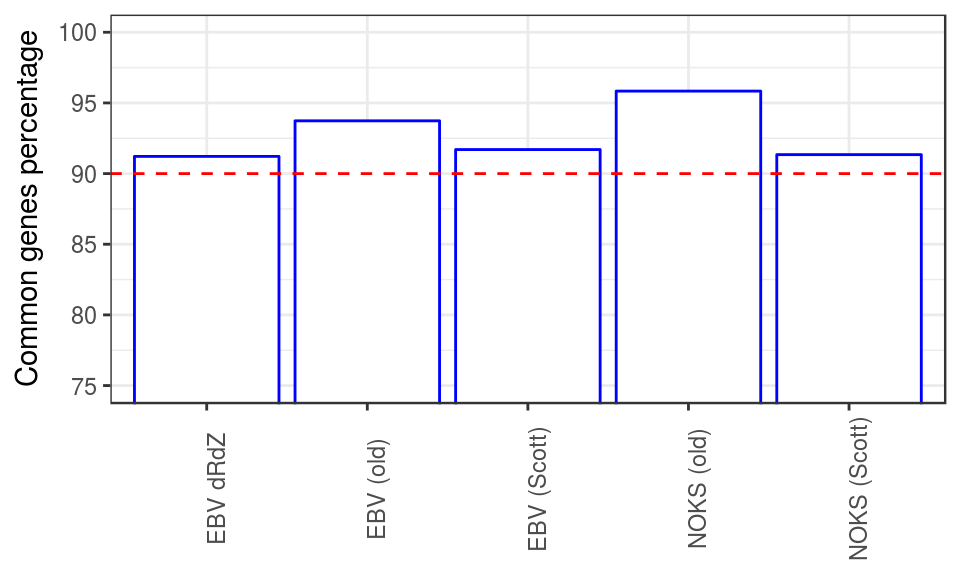 Common genes percentage
100
95
90
85
80
75
EBV dRdZ
EBV (old)
EBV (Scott)
NOKS (old)
NOKS (Scott)